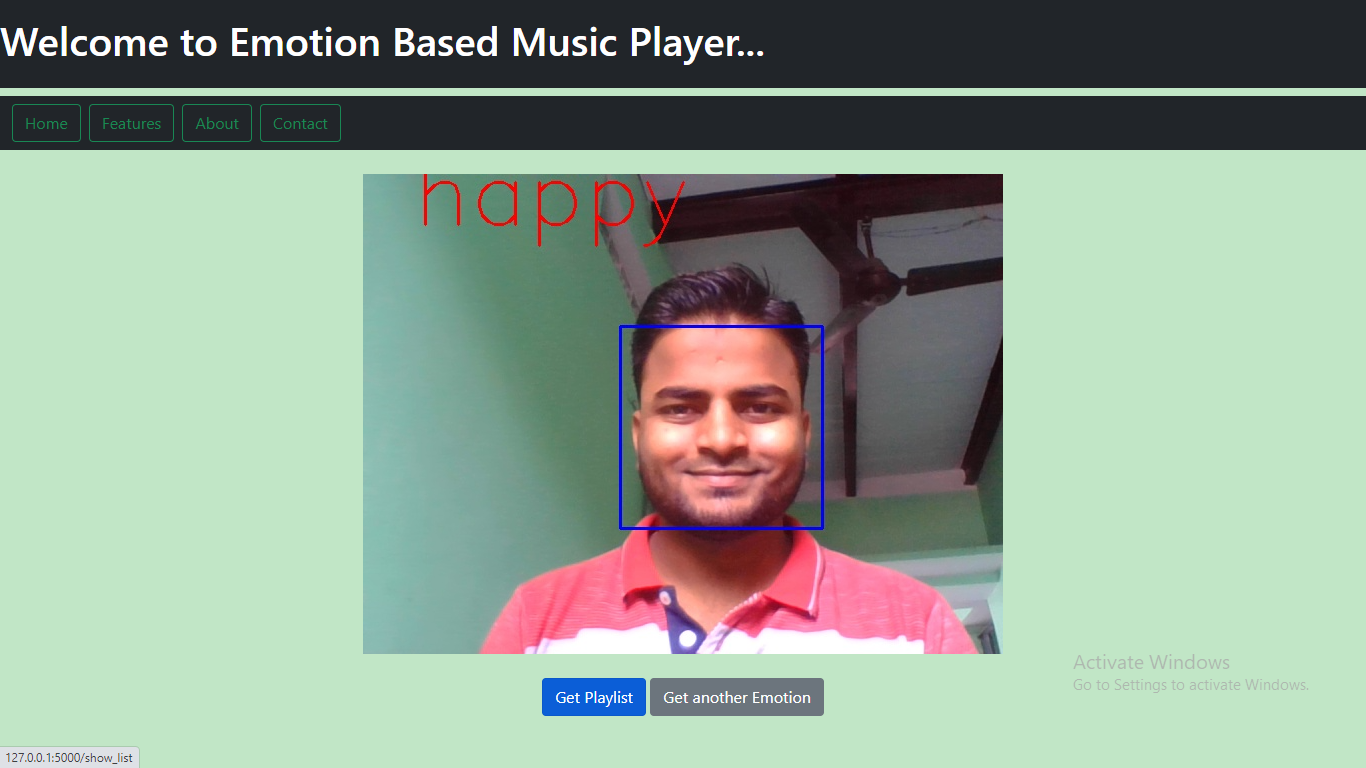 Welcome to Emotion Based Music Player...
Home Features About Contact
happy
Get Playlist Get another Emotion
Activate Windows
Go to Settings to activate Windows.
127.0.0.1:5000/show_list